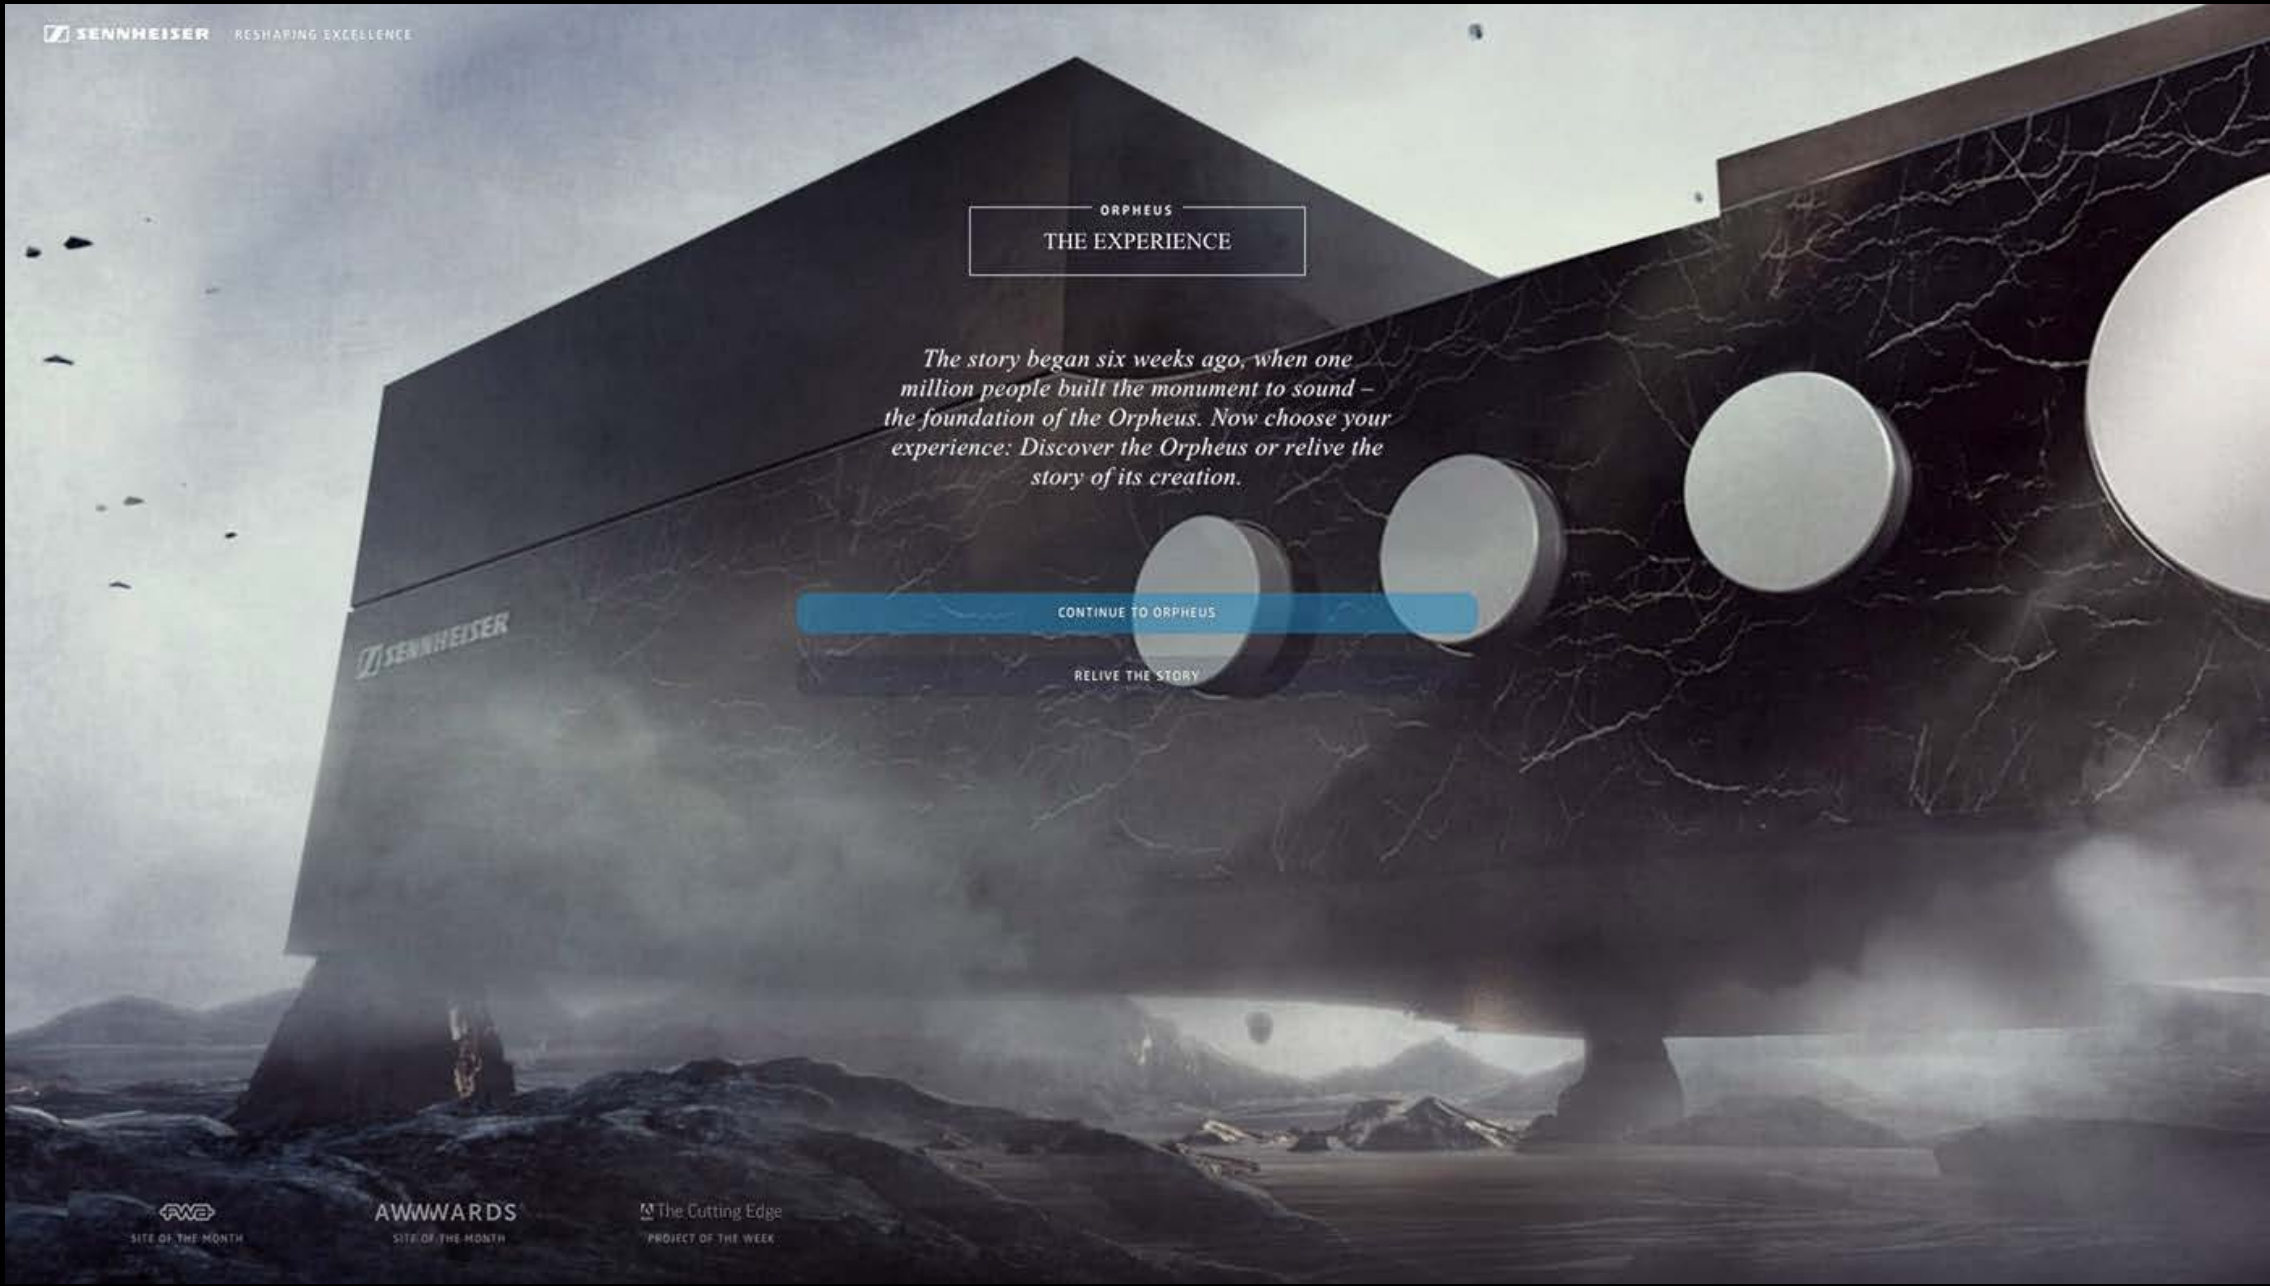 SENNHEISER RESHAPING EXCELLENCE
ORPHEUS
THE EXPERIENCE
The story began six weeks ago, when one
million people built the monument to sound –
the foundation of the Orpheus. Now choose your
experience: Discover the Orpheus or relive the
story of its creation.
CONTINUE TO ORPHEUS
SENNHEISER
RELIVE THE STORY
FWA AWWWARDS The Cutting Edge
SITE OF THE MONTH SITE OF THE MONTH PROJECT OF THE WEEK